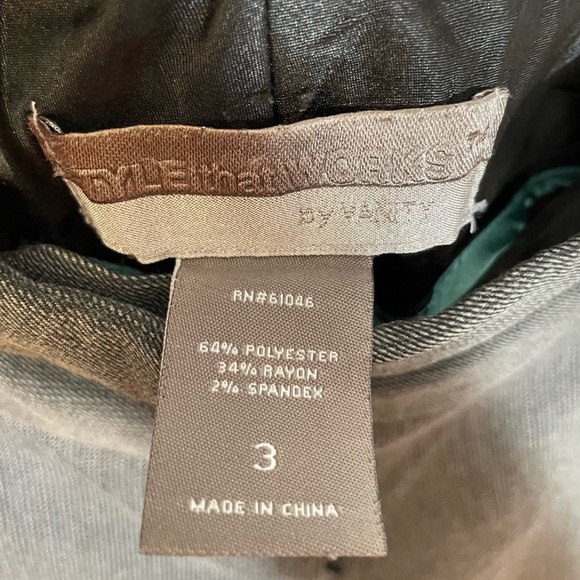 STYLE that WORKS
By VANITY
RN#61046
64% POLYESTER
34% RAYON
2% SPANDEX
3
MADE IN CHINA